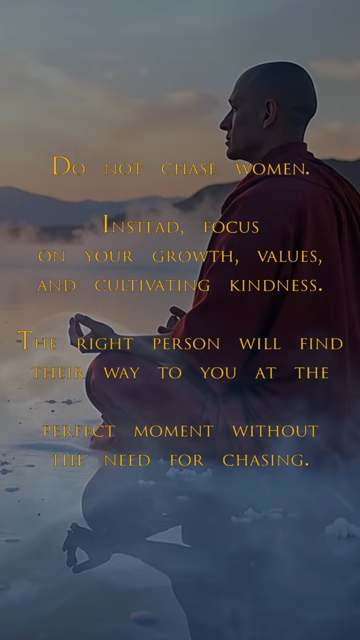 Do not chase women.
Instead, focus
on your growth, values,
and cultivating kindness.
The right person will find
their way to you at the
perfect moment without
the need for chasing.